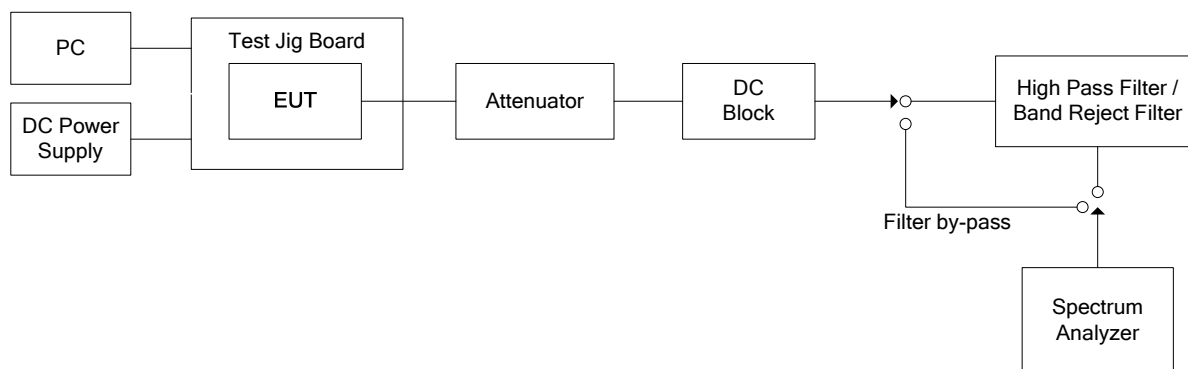 PC
DC Power
Supply
Test Jig Board
EUT
Attenuator
DC
Block
High Pass Filter /
Band Reject Filter
Filter by-pass
Spectrum
Analyzer